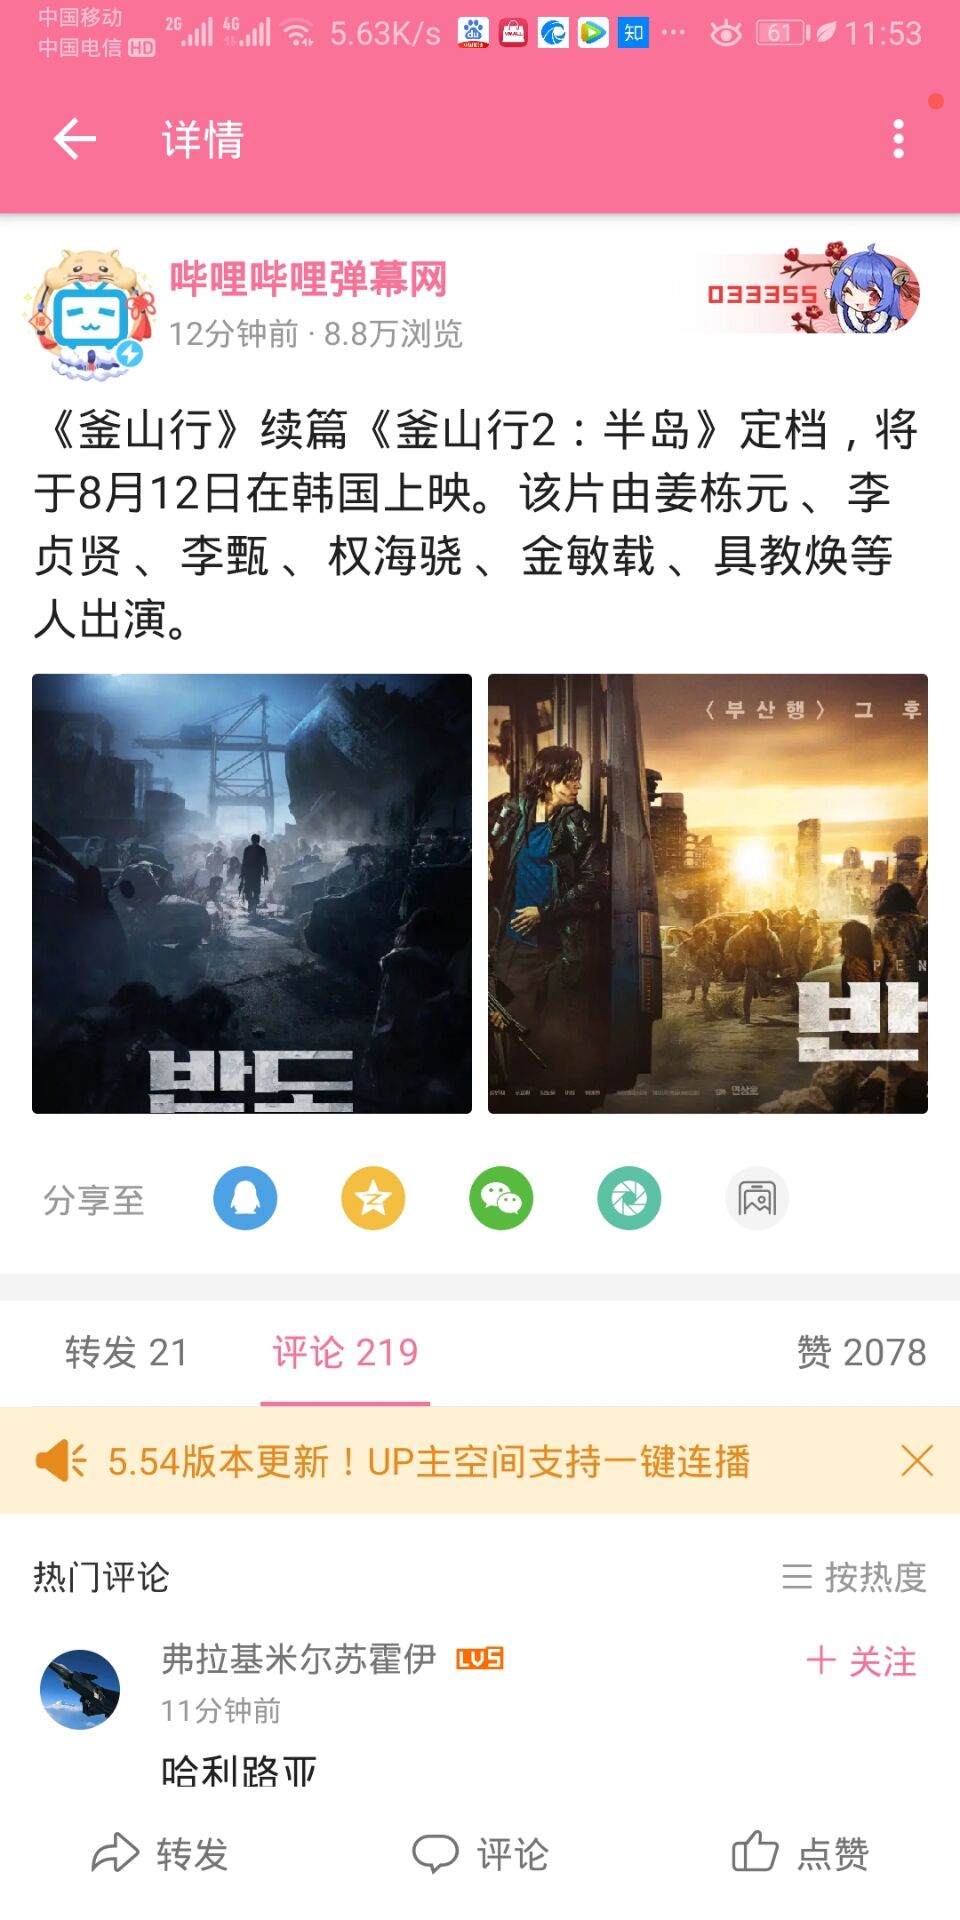 中国移动
中国电信 HD
2G
4G
5.63K/s
知
61
11:53
详情
哔哩哔哩弹幕网
12分钟前 · 8.8万浏览
033355
《釜山行》续篇《釜山行2：半岛》定档，将
于8月12日在韩国上映。该片由姜栋元 、李
贞贤 、李甄 、权海骁 、金敏载 、具教焕等
人出演。
반도
〈부산행〉 그 후
PEN
반
연상호
分享至
转发 21
评论 219
赞 2078
5.54版本更新！UP主空间支持一键连播
热门评论
按热度
弗拉基米尔苏霍伊
LV5
关注
11分钟前
哈利路亚
转发
评论
点赞